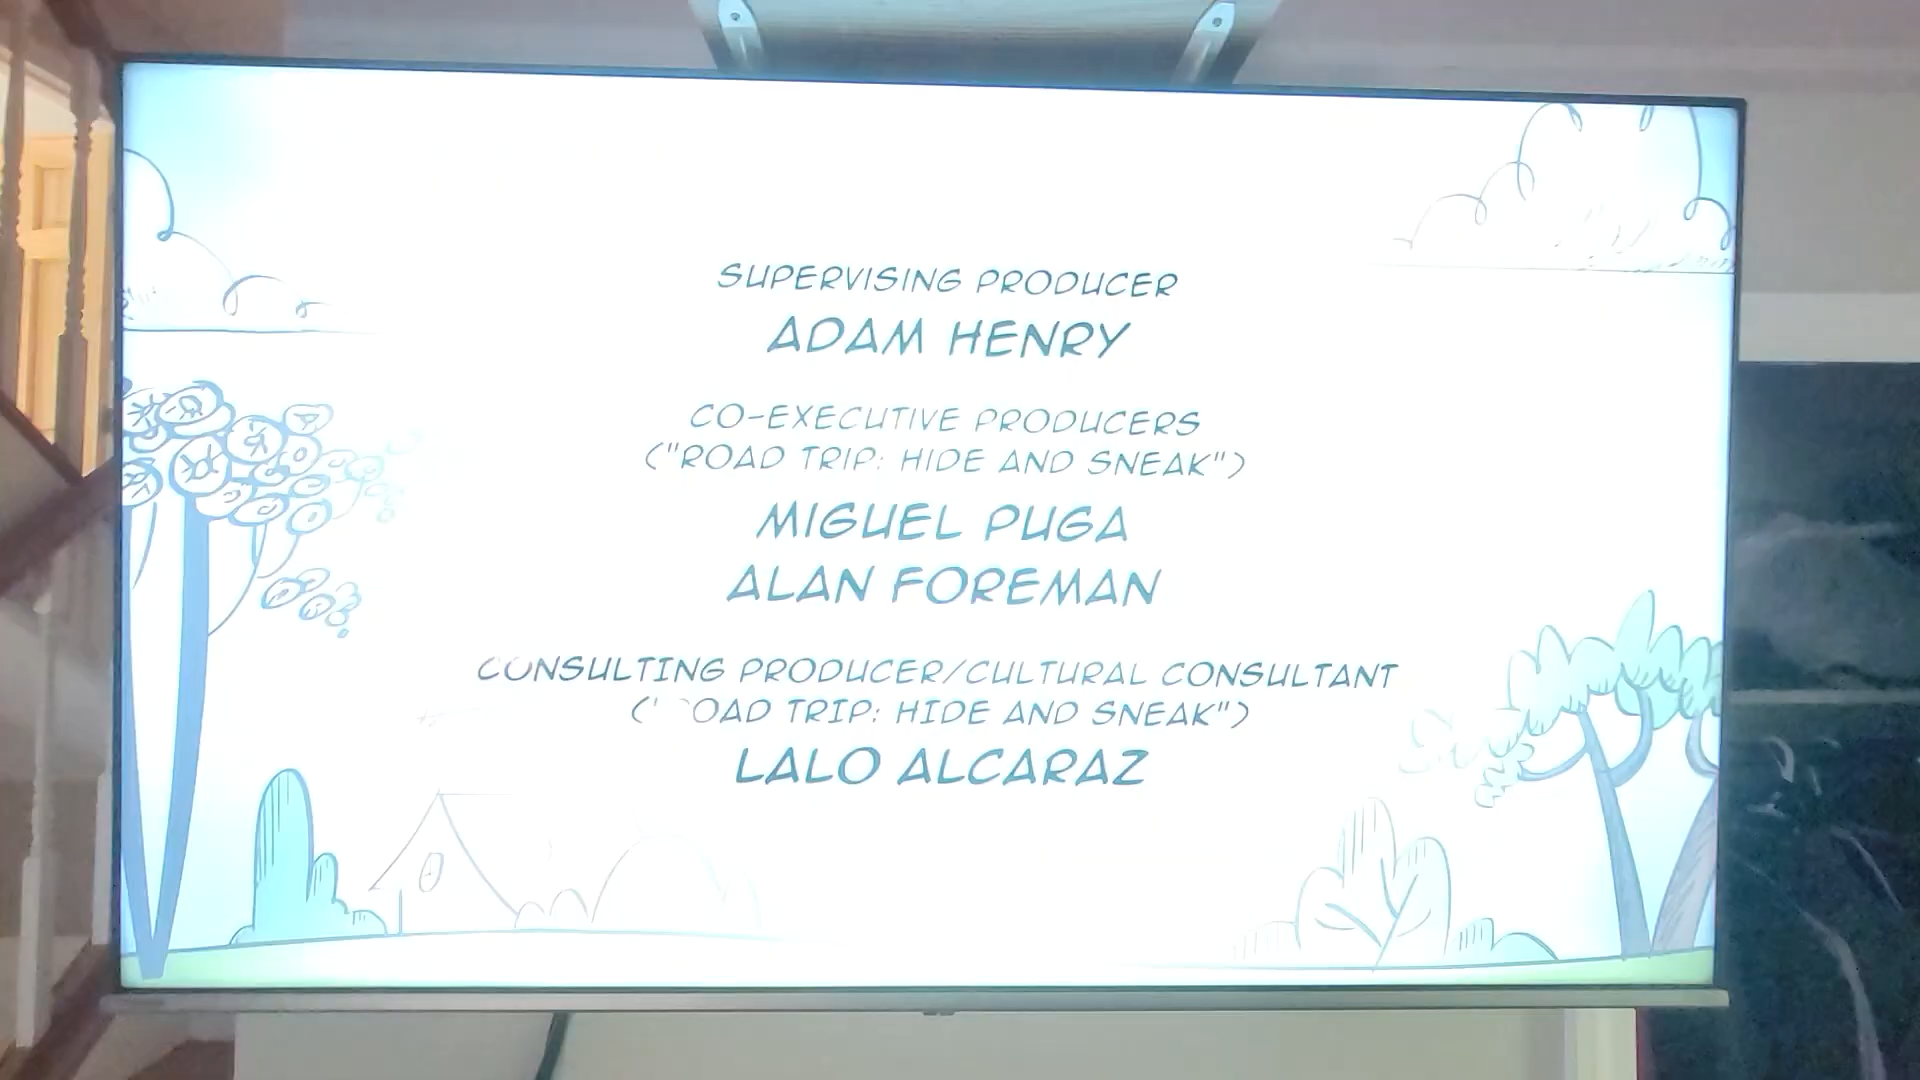 SUPERVISING PRODUCER
ADAM HENRY
CO-EXECUTIVE PRODUCERS
("ROAD TRIP: HIDE AND SNEAK")
MIGUEL PUGA
ALAN FOREMAN
CONSULTING PRODUCER/CULTURAL CONSULTANT
("ROAD TRIP: HIDE AND SNEAK")
LALO ALCARAZ